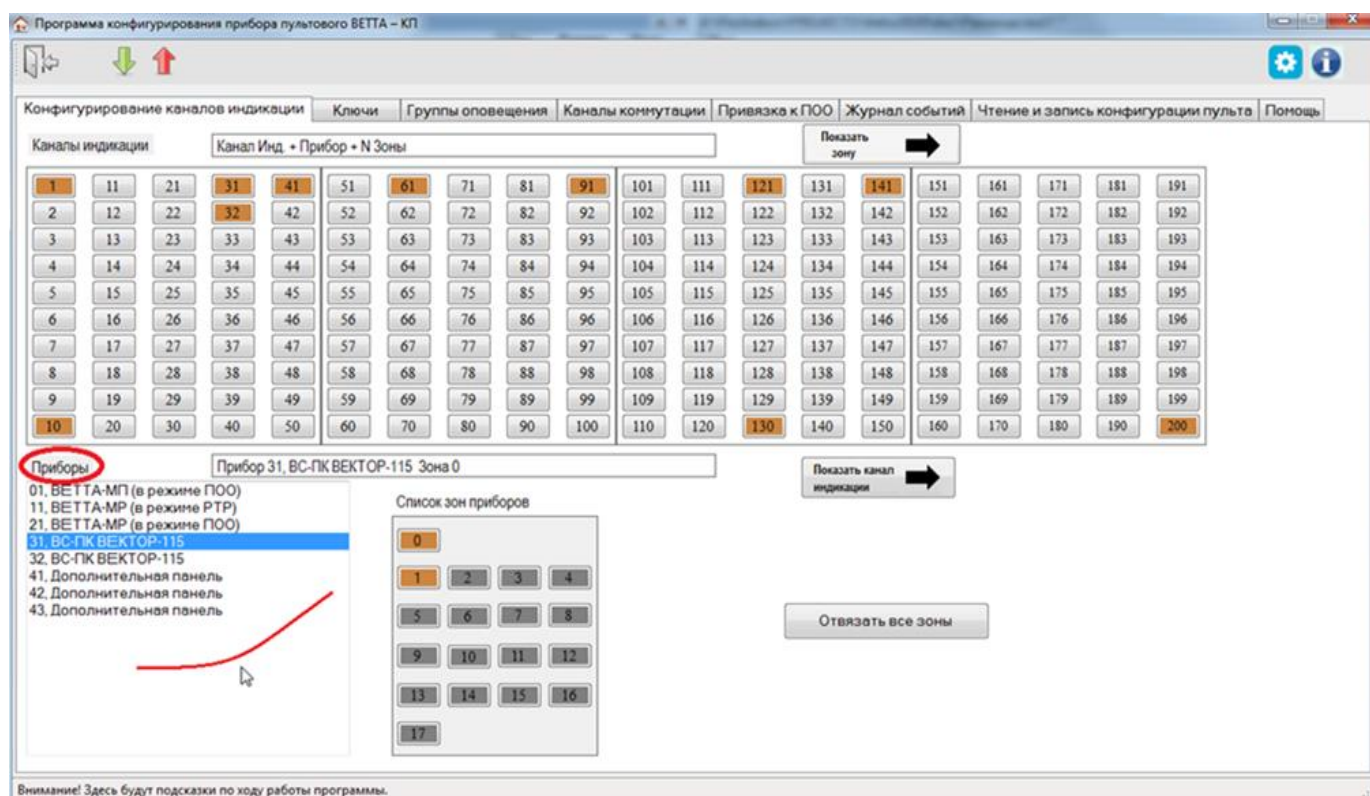 Программа конфигурирования прибора пультового ВЕТТА – КП
Конфигурирование каналов индикации Ключи Группы оповещения Каналы коммутации Привязка к ПОО Журнал событий Чтение и запись конфигурации пульта Помощь
Каналы индикации Канал Инд. + Прибор + N Зоны Показать
зону
1 11 21 31 41 51 61 71 81 91 101 111 121 131 141 151 161 171 181 191
2 12 22 32 42 52 62 72 82 92 102 112 122 132 142 152 162 172 182 192
3 13 23 33 43 53 63 73 83 93 103 113 123 133 143 153 163 173 183 193
4 14 24 34 44 54 64 74 84 94 104 114 124 134 144 154 164 174 184 194
5 15 25 35 45 55 65 75 85 95 105 115 125 135 145 155 165 175 185 195
6 16 26 36 46 56 66 76 86 96 106 116 126 136 146 156 166 176 186 196
7 17 27 37 47 57 67 77 87 97 107 117 127 137 147 157 167 177 187 197
8 18 28 38 48 58 68 78 88 98 108 118 128 138 148 158 168 178 188 198
9 19 29 39 49 59 69 79 89 99 109 119 129 139 149 159 169 179 189 199
10 20 30 40 50 60 70 80 90 100 110 120 130 140 150 160 170 180 190 200
Приборы Прибор 31, ВС-ПК ВЕКТОР-115 Зона 0 Показать канал
индикации
01, ВЕТТА-МП (в режиме ПОО)
11, ВЕТТА-МР (в режиме РТР)
21, ВЕТТА-МР (в режиме ПОО)
31, ВС-ПК ВЕКТОР-115
32, ВС-ПК ВЕКТОР-115
41, Дополнительная панель
42, Дополнительная панель
43, Дополнительная панель
Список зон приборов
0
1 2 3 4
5 6 7 8
9 10 11 12
13 14 15 16
17
Отвязать все зоны
Внимание! Здесь будут подсказки по ходу работы программы.